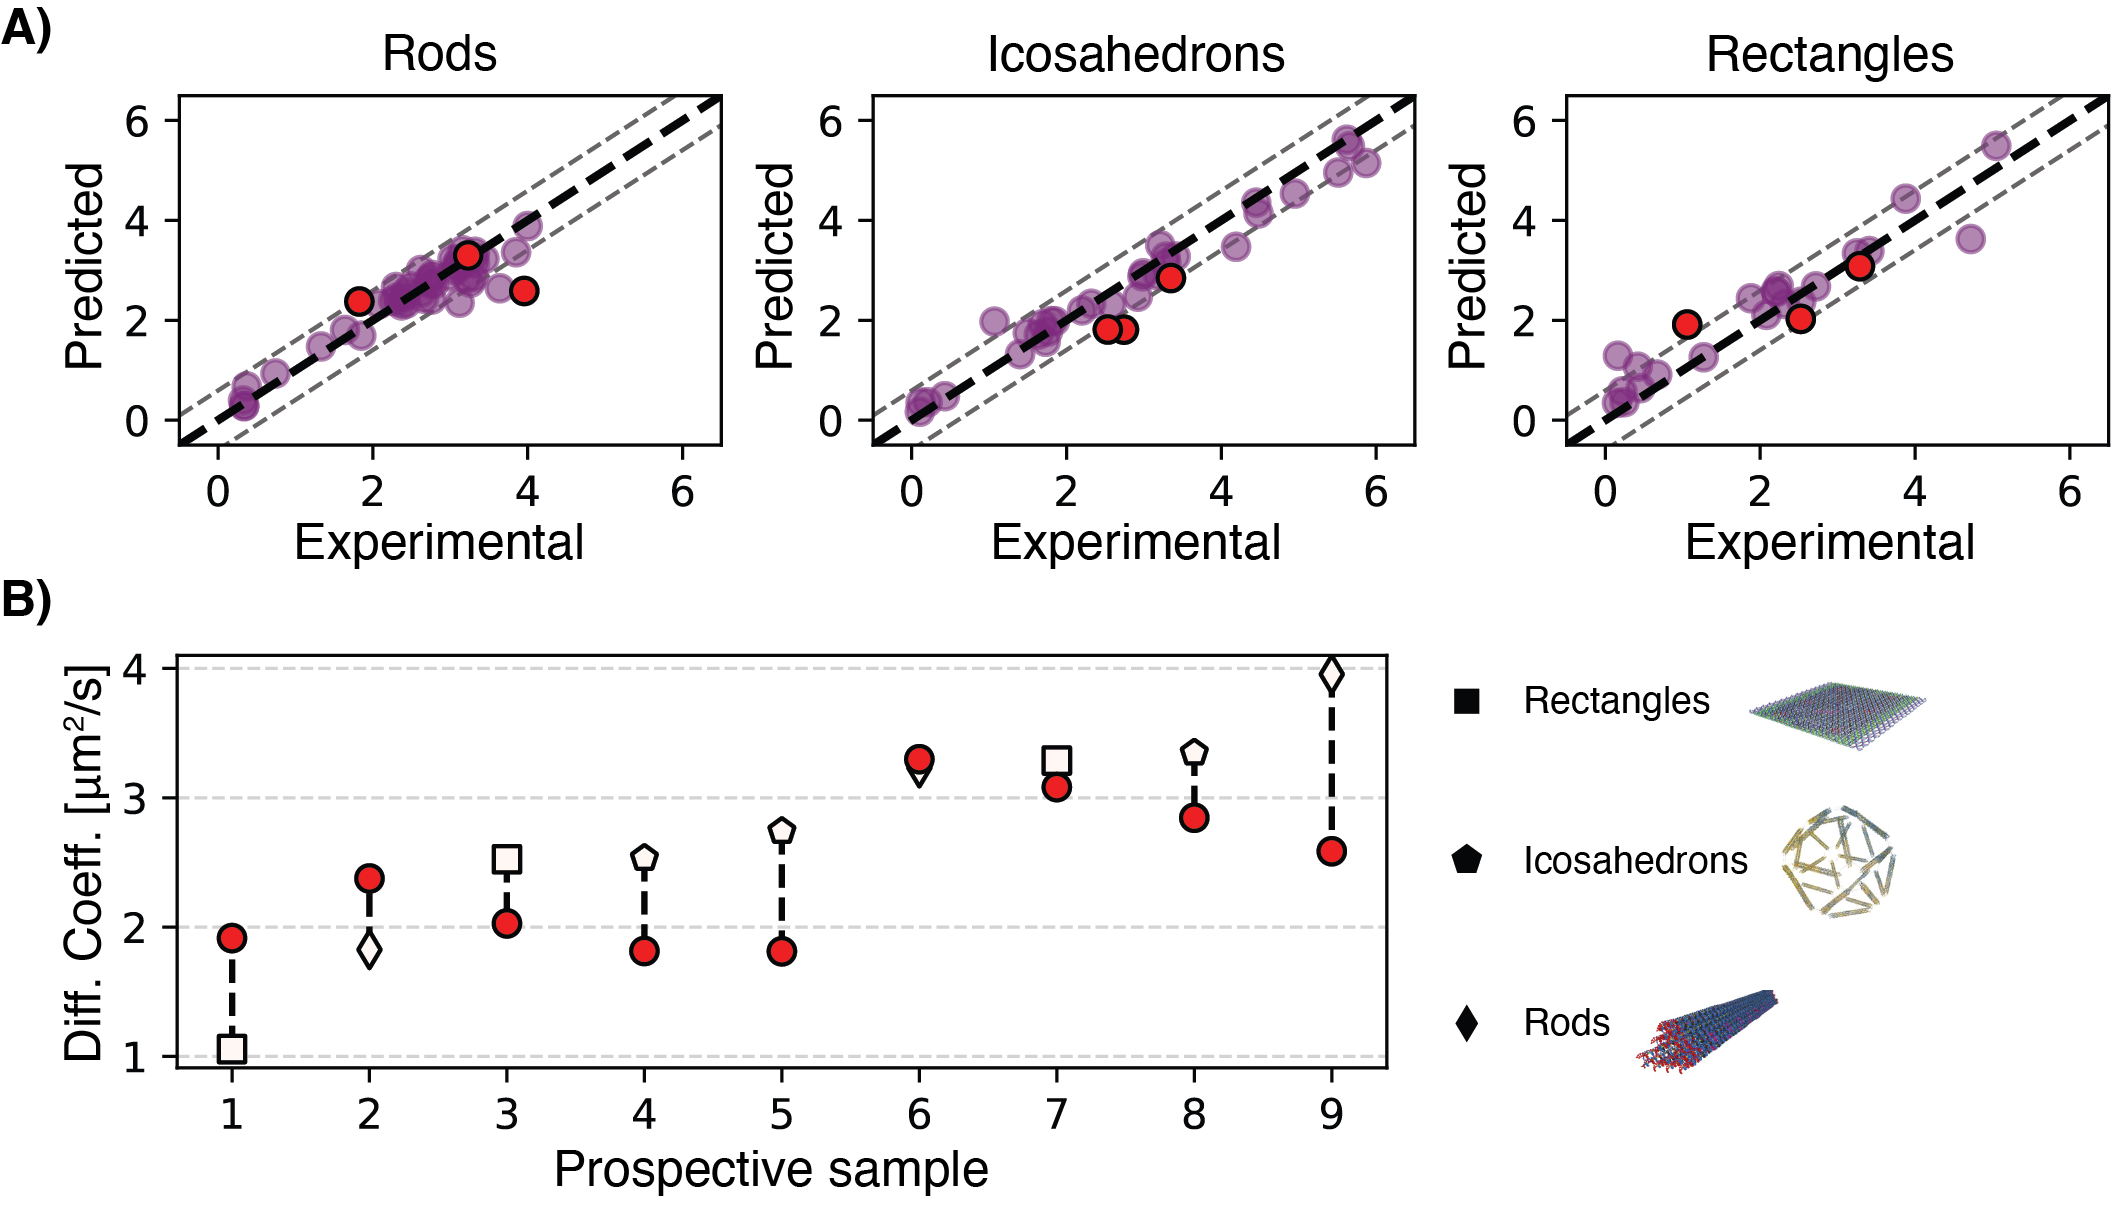 A)
Rods
Icosahedrons
Rectangles
Predicted
6
4
2
0
0 2 4 6
Experimental
Predicted
6
4
2
0
0 2 4 6
Experimental
Predicted
6
4
2
0
0 2 4 6
Experimental
B)
Diff. Coeff. [µm²/s]
4
3
2
1
1 2 3 4 5 6 7 8 9
Prospective sample
Rectangles
Icosahedrons
Rods